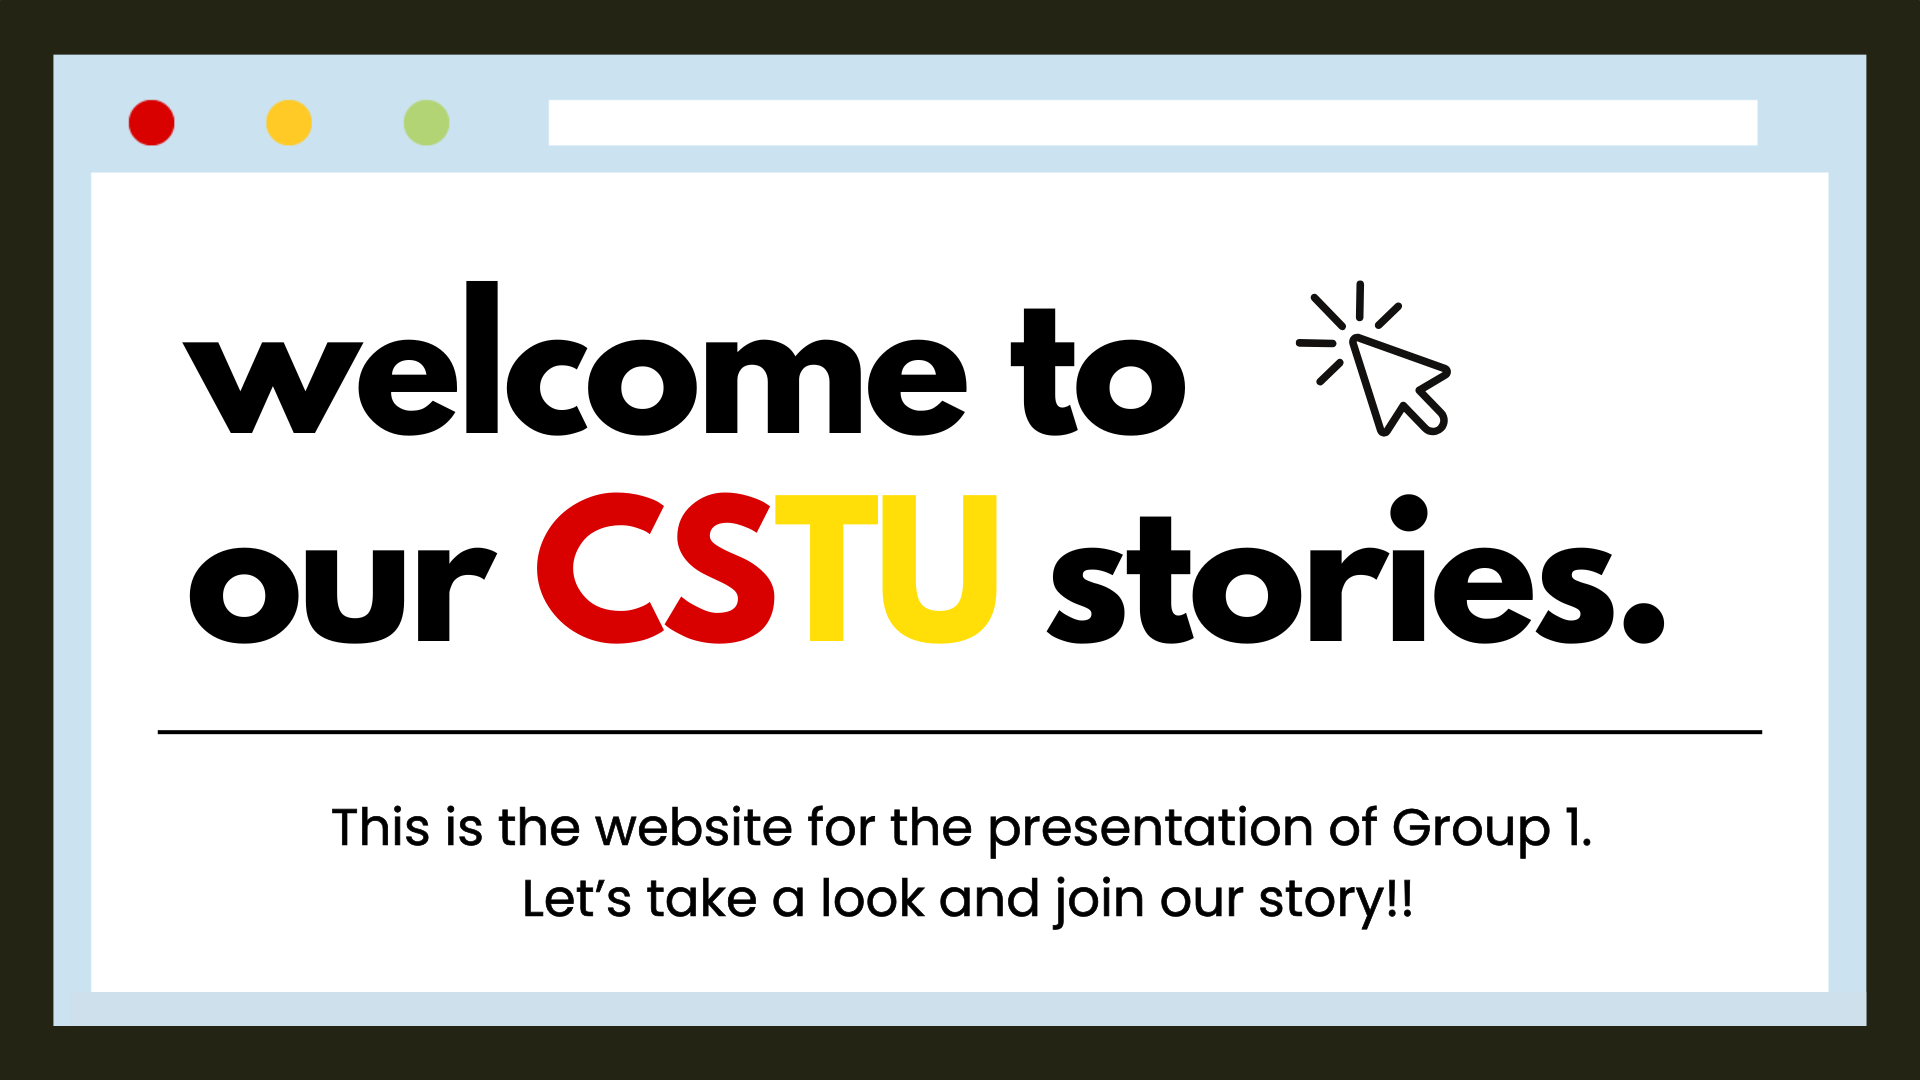 welcome to
our CSTU stories.
This is the website for the presentation of Group 1.
Let’s take a look and join our story!!